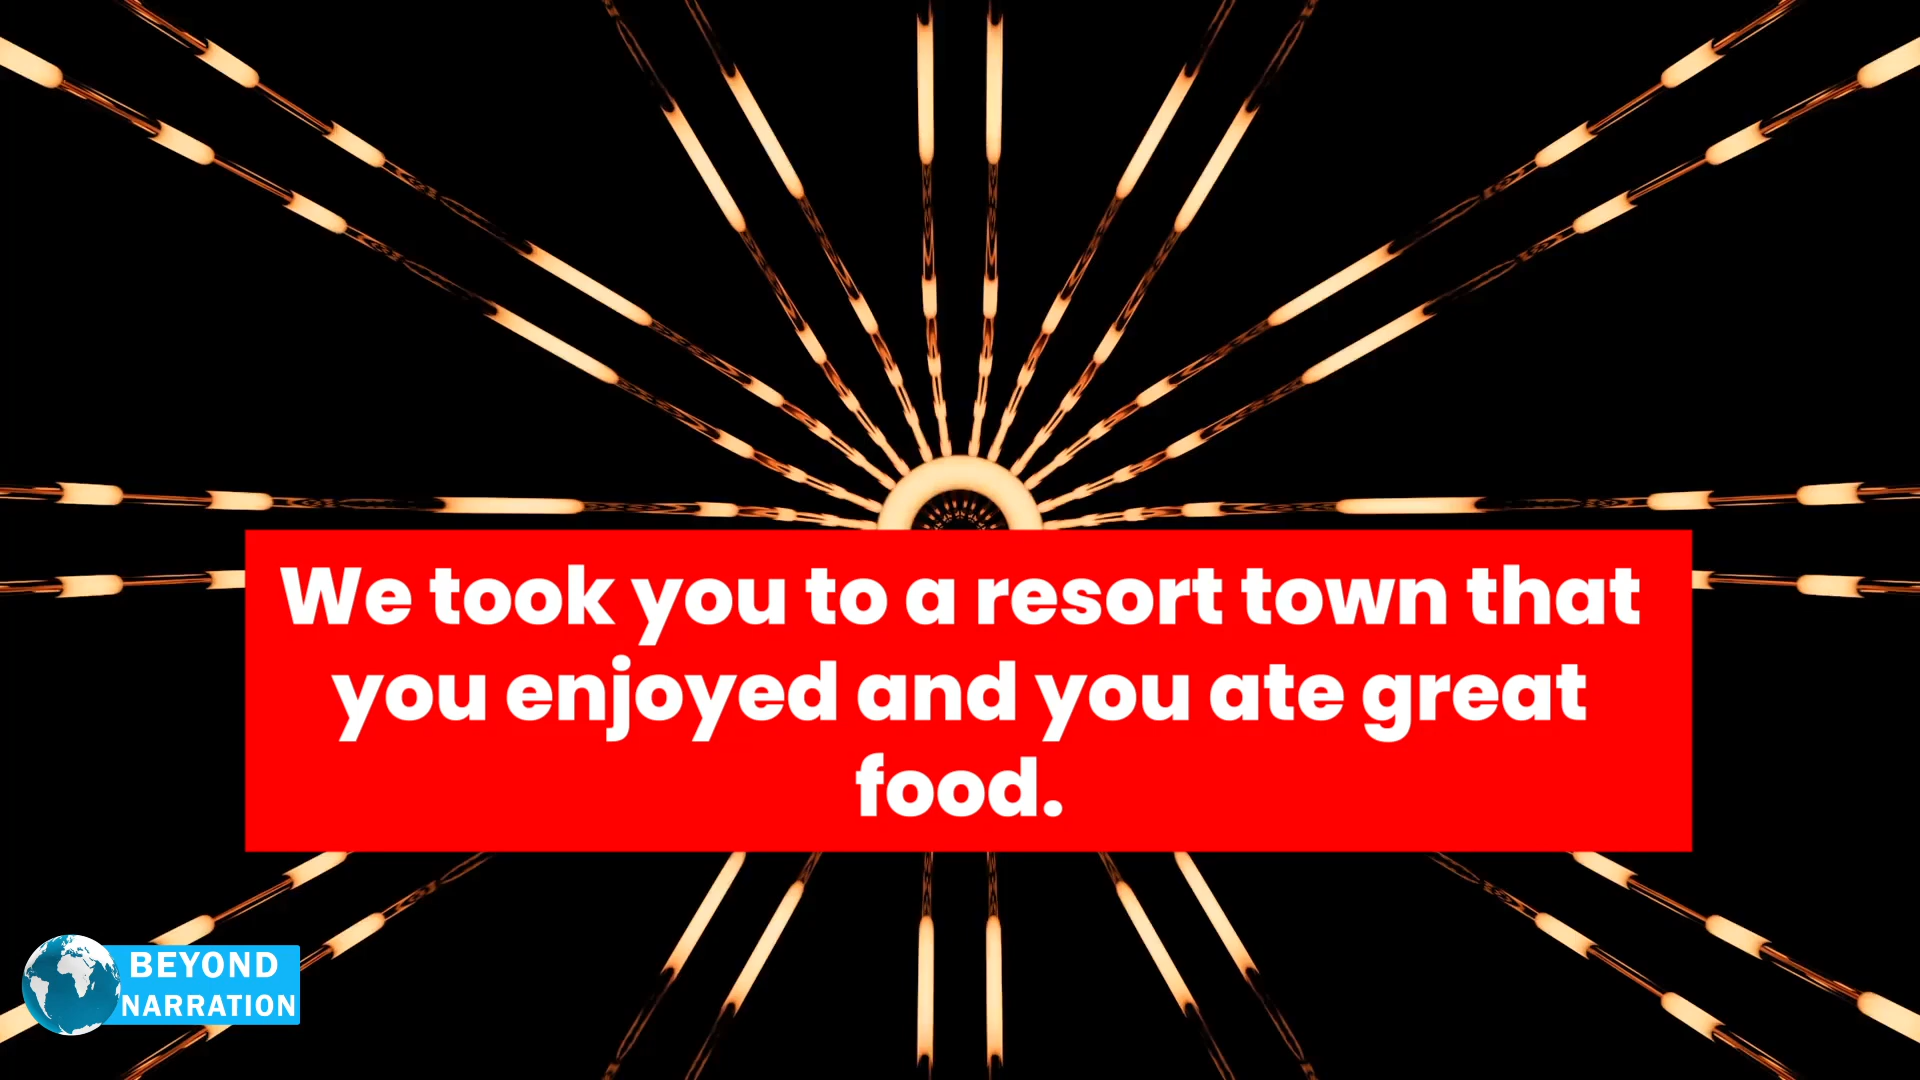 We took you to a resort town that
you enjoyed and you ate great
food.
BEYOND
NARRATION